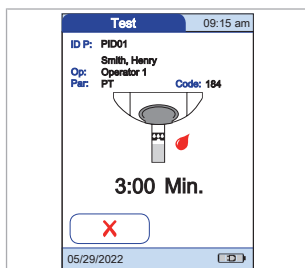 Test 09:15 am
ID P: PID01
Smith, Henry
Op: Operator 1
Par: PT Code: 184
3:00 Min.
05/29/2022